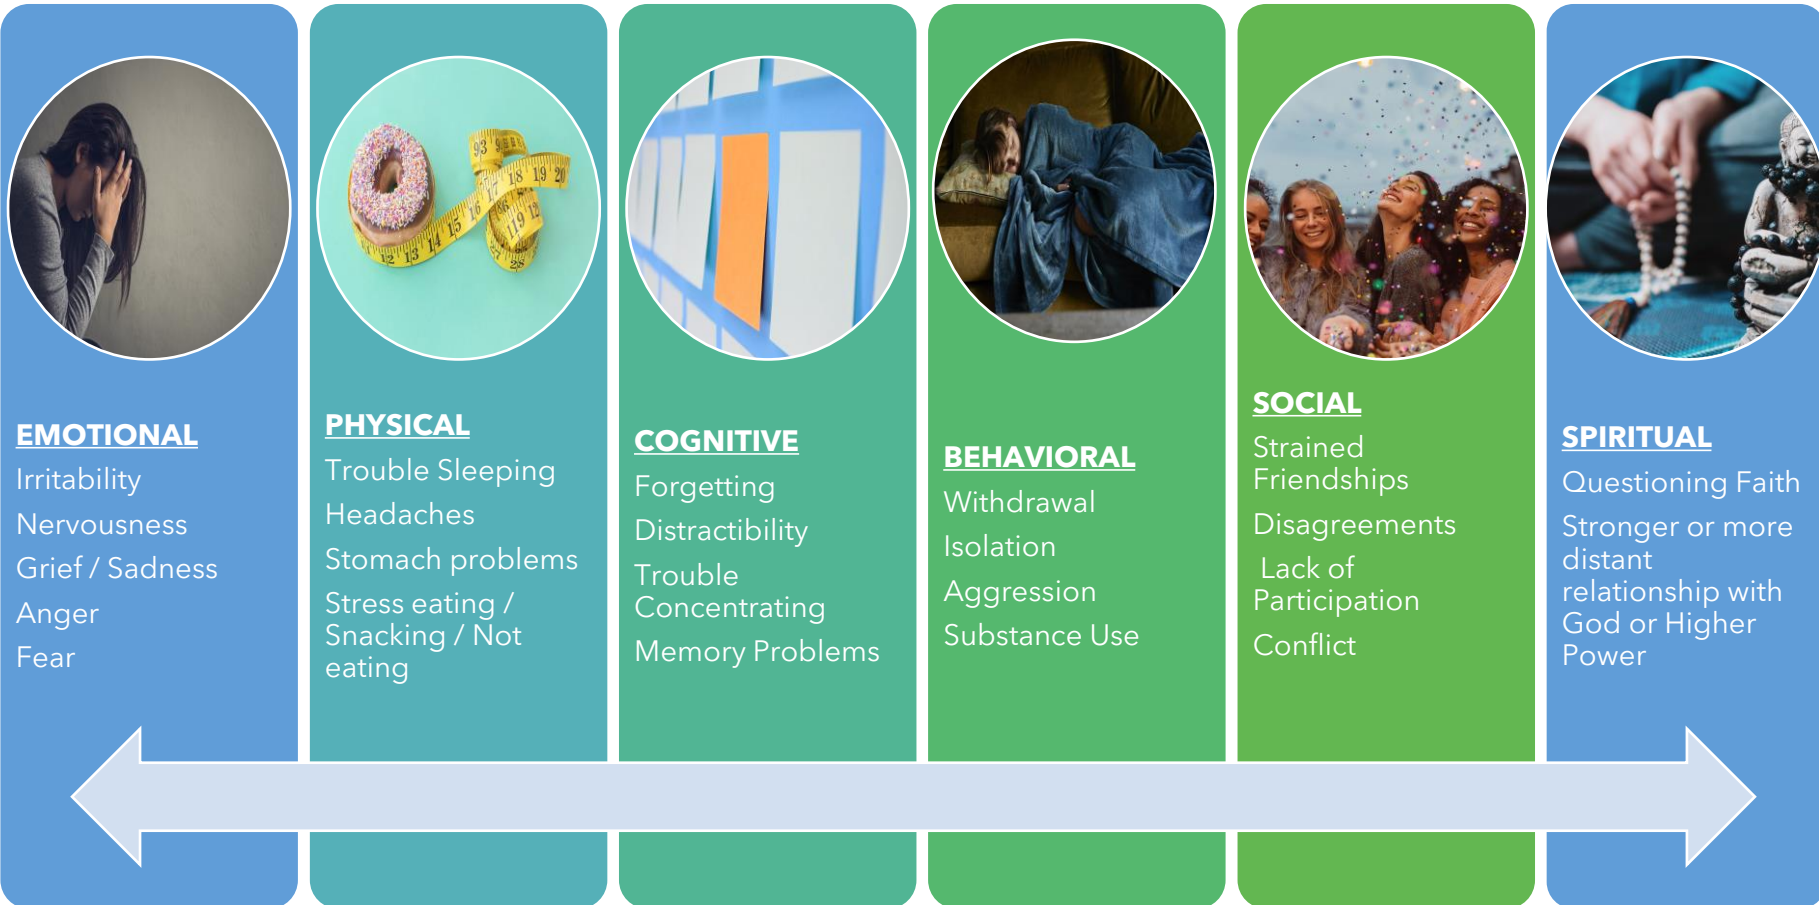 EMOTIONAL
Irritability
Nervousness
Grief / Sadness
Anger
Fear
PHYSICAL
Trouble Sleeping
Headaches
Stomach problems
Stress eating /
Snacking / Not
eating
COGNITIVE
Forgetting
Distractibility
Trouble
Concentrating
Memory Problems
BEHAVIORAL
Withdrawal
Isolation
Aggression
Substance Use
SOCIAL
Strained
Friendships
Disagreements
Lack of
Participation
Conflict
SPIRITUAL
Questioning Faith
Stronger or more
distant
relationship with
God or Higher
Power